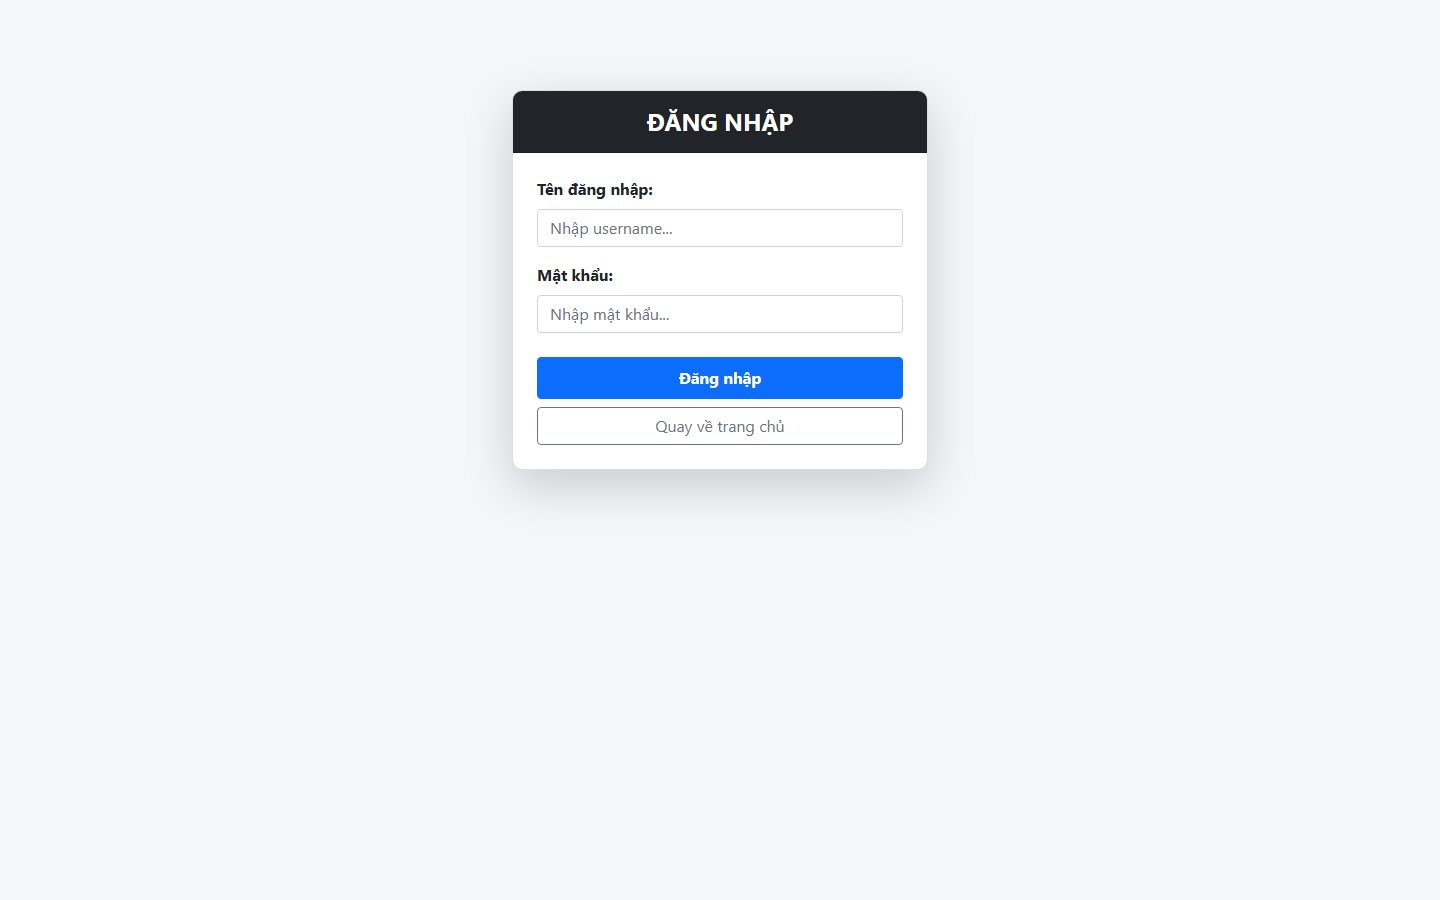 ĐĂNG NHẬP
Tên đăng nhập:
Nhập username...
Mật khẩu:
Nhập mật khẩu...
Đăng nhập
Quay về trang chủ